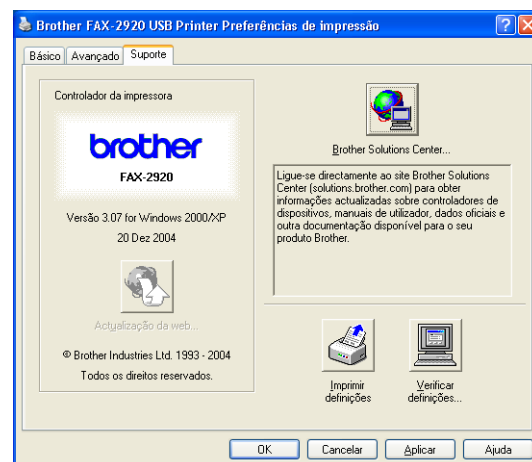 Brother FAX-2920 USB Printer Preferências de impressão
Básico Avançado Suporte
Controlador da impressora
brother
FAX-2920
Versão 3.07 for Windows 2000/XP
20 Dez 2004
Actualização da web...
© Brother Industries Ltd. 1993 - 2004
Todos os direitos reservados.
Brother Solutions Center...
Ligue-se directamente ao site Brother Solutions
Center (solutions.brother.com) para obter
informações actualizadas sobre controladores de
dispositivos, manuais de utilizador, dados oficiais e
outra documentação disponível para o seu
produto Brother.
Imprimir
definições
Verificar
definições...
OK Cancelar Aplicar Ajuda